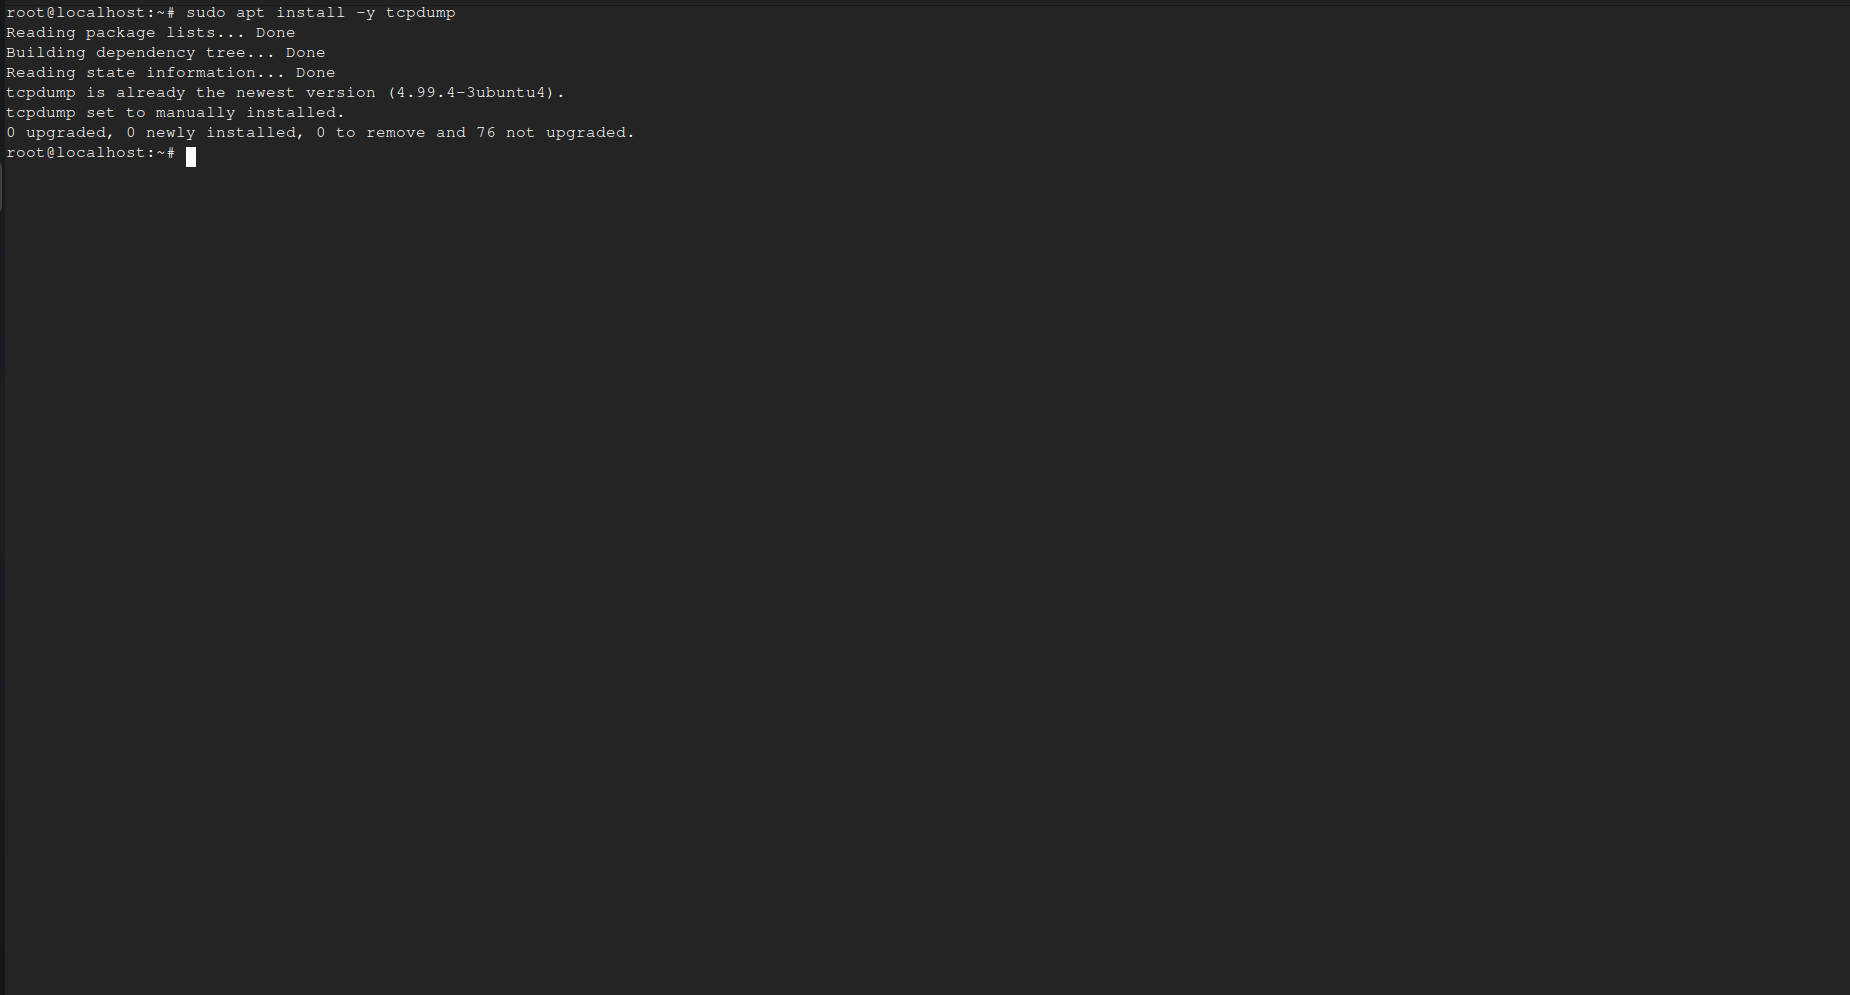 root@localhost:~# sudo apt install -y tcpdump
Reading package lists... Done
Building dependency tree... Done
Reading state information... Done
tcpdump is already the newest version (4.99.4-3ubuntu4).
tcpdump set to manually installed.
0 upgraded, 0 newly installed, 0 to remove and 76 not upgraded.
root@localhost:~#